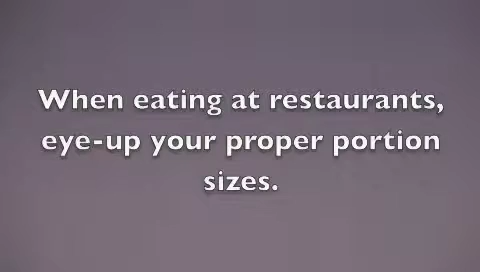 When eating at restaurants,
eye-up your proper portion
sizes.